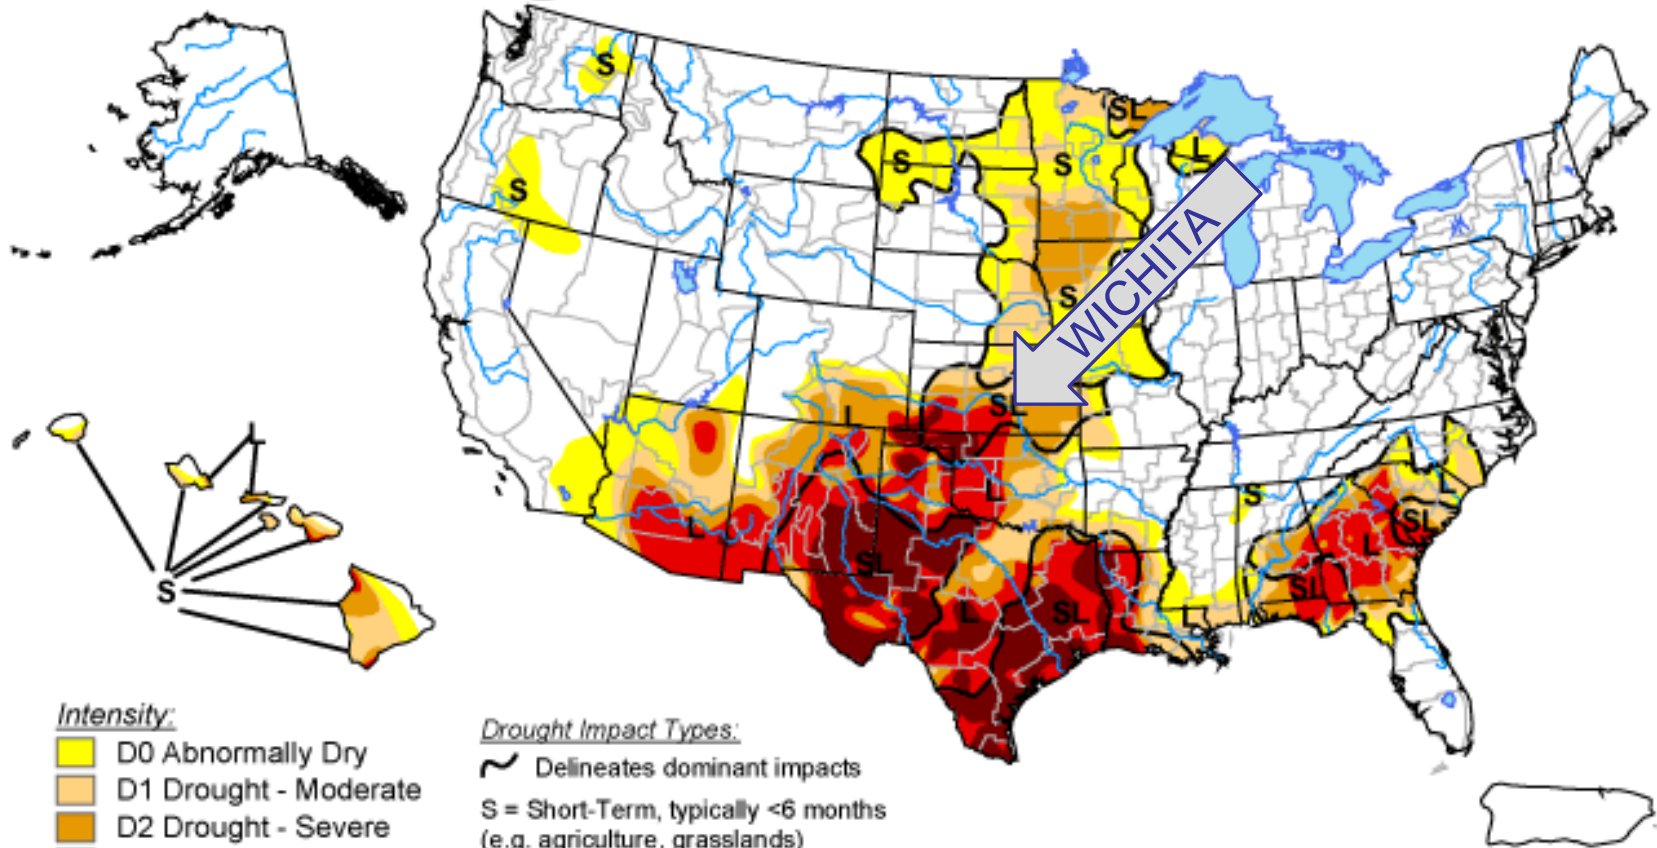 S
SL
S
S
L
S
WICHITA
S
SL
L
L
L
L
S
L
SL
SL
L
SL
L
SL
L
S
L
Intensity:
D0 Abnormally Dry
D1 Drought - Moderate
D2 Drought - Severe
Drought Impact Types:
Delineates dominant impacts
S = Short-Term, typically <6 months
(e.g. agriculture, grasslands)